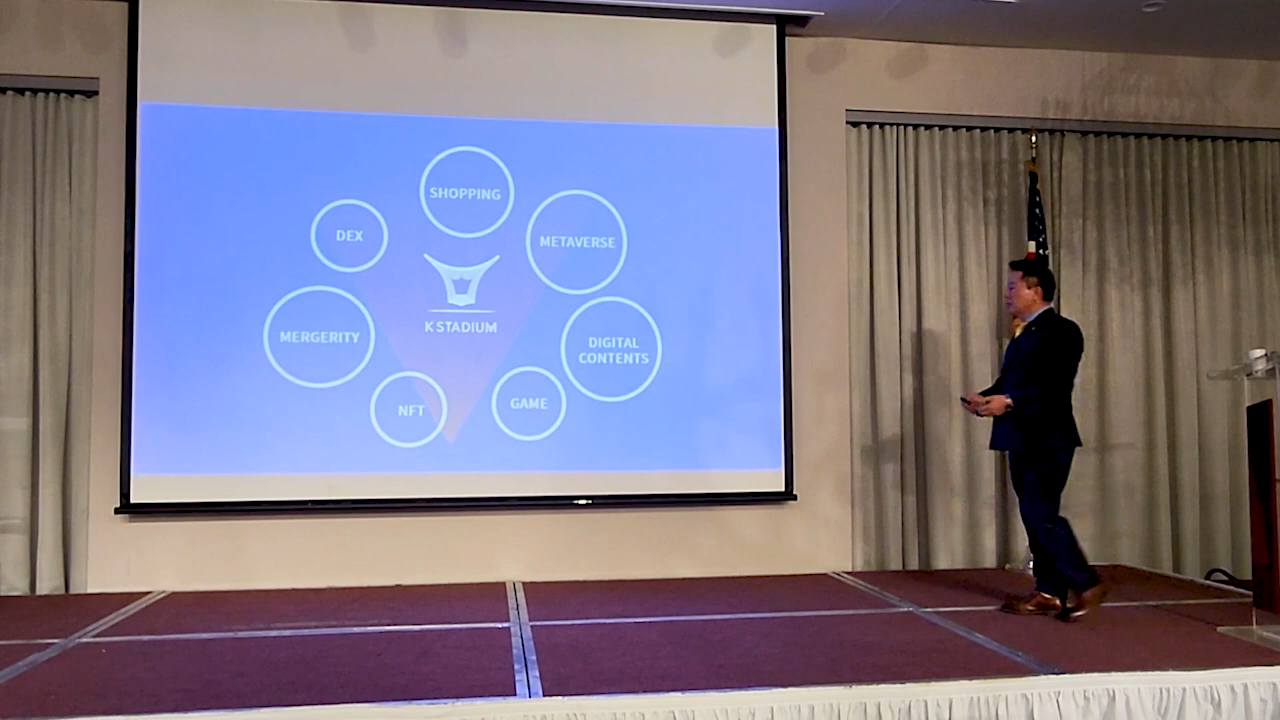 SHOPPING
DEX
METAVERSE
K STADIUM
MERGERITY
DIGITAL
CONTENTS
NFT
GAME